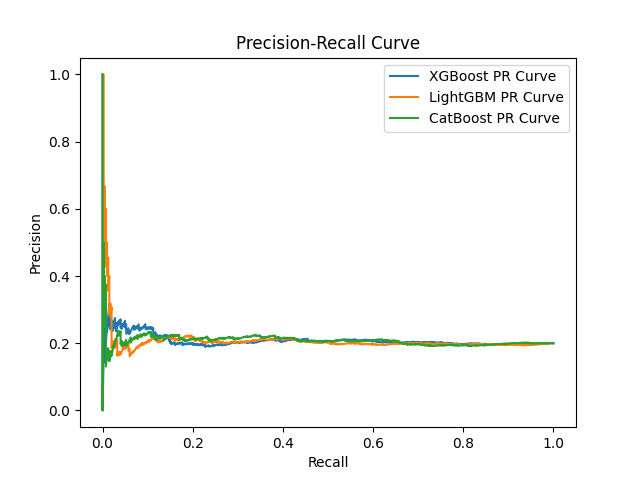 Precision-Recall Curve
XGBoost PR Curve
LightGBM PR Curve
CatBoost PR Curve
1.0
0.8
0.6
0.4
0.2
0.0
Precision
0.0 0.2 0.4 0.6 0.8 1.0
Recall